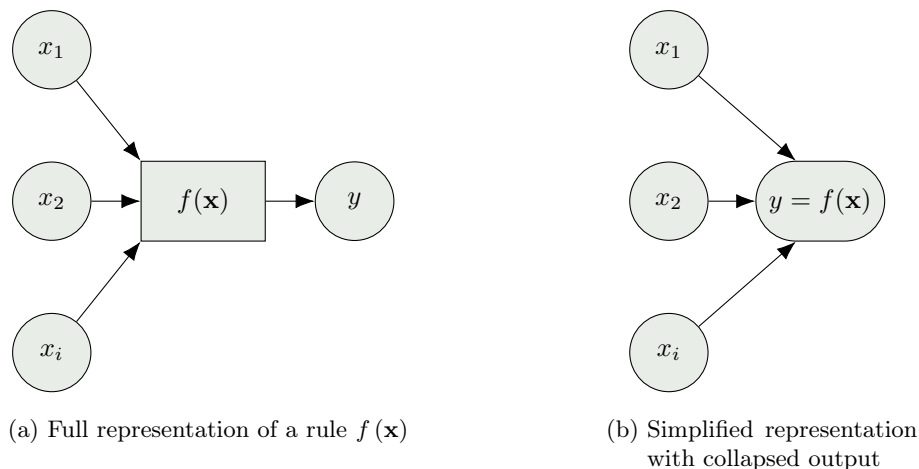 x₁
x₂
xᵢ
f(𝐱)
y
(a) Full representation of a rule f (𝐱)
x₁
x₂
xᵢ
y = f(𝐱)
(b) Simplified representation
with collapsed output